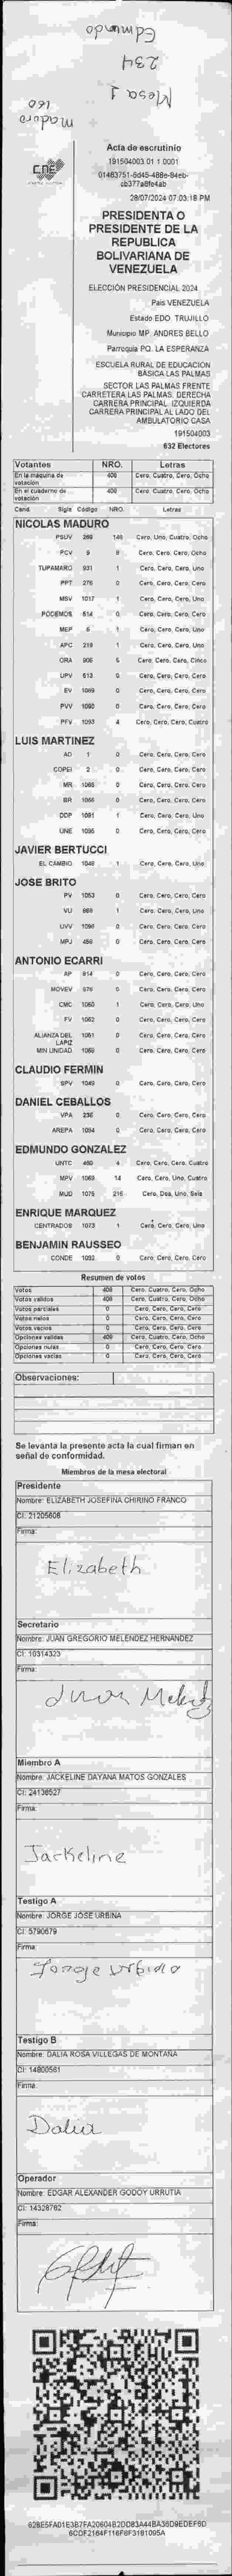 Edmundo
234
Mesa 1
Maduro
160
CNE
Acta de escrutinio
191504003.01.1.0001
01463751-9d45-488e-94eb-
cb377a8fe4ab
28/07/2024 07:03:18 PM
PRESIDENTA O
PRESIDENTE DE LA
REPUBLICA
BOLIVARIANA DE
VENEZUELA
ELECCIÓN PRESIDENCIAL 2024
País VENEZUELA
Estado EDO. TRUJILLO
Municipio MP. ANDRES BELLO
Parroquia PQ. LA ESPERANZA
ESCUELA RURAL DE EDUCACIÓN
BÁSICA LAS PALMAS
SECTOR LAS PALMAS FRENTE
CARRETERA LAS PALMAS. DERECHA
CARRERA PRINCIPAL. IZQUIERDA
CARRERA PRINCIPAL AL LADO DEL
AMBULATORIO CASA
191504003
632 Electores
Votantes NRO. Letras
En la máquina de votación 408 Cero, Cuatro, Cero, Ocho
En el cuaderno de votación 408 Cero, Cuatro, Cero, Ocho
Cand. Sigla Código NRO. Letras
NICOLAS MADURO
PSUV 269 148 Cero, Uno, Cuatro, Ocho
PCV 5 8 Cero, Cero, Cero, Ocho
TUPAMARO 931 1 Cero, Cero, Cero, Uno
PPT 276 0 Cero, Cero, Cero, Cero
MSV 1017 1 Cero, Cero, Cero, Uno
PODEMOS 514 0 Cero, Cero, Cero, Cero
MEP 6 1 Cero, Cero, Cero, Uno
APC 219 1 Cero, Cero, Cero, Uno
ORA 906 5 Cero, Cero, Cero, Cinco
UPV 513 0 Cero, Cero, Cero, Cero
EV 1069 0 Cero, Cero, Cero, Cero
PVV 1090 0 Cero, Cero, Cero, Cero
PFV 1093 4 Cero, Cero, Cero, Cuatro
LUIS MARTINEZ
AD 1 0 Cero, Cero, Cero, Cero
COPEI 2 0 Cero, Cero, Cero, Cero
MR 1065 0 Cero, Cero, Cero, Cero
BR 1066 0 Cero, Cero, Cero, Cero
DDP 1091 1 Cero, Cero, Cero, Uno
UNE 1095 0 Cero, Cero, Cero, Cero
JAVIER BERTUCCI
EL CAMBIO 1048 1 Cero, Cero, Cero, Uno
JOSE BRITO
PV 1053 0 Cero, Cero, Cero, Cero
VU 868 1 Cero, Cero, Cero, Uno
UVV 1096 0 Cero, Cero, Cero, Cero
MPJ 456 0 Cero, Cero, Cero, Cero
ANTONIO ECARRI
AP 914 0 Cero, Cero, Cero, Cero
MOVEV 979 0 Cero, Cero, Cero, Cero
CMC 1060 1 Cero, Cero, Cero, Uno
FV 1062 0 Cero, Cero, Cero, Cero
ALIANZA DEL LAPIZ 1061 0 Cero, Cero, Cero, Cero
MIN UNIDAD 1068 0 Cero, Cero, Cero, Cero
CLAUDIO FERMIN
SPV 1049 0 Cero, Cero, Cero, Cero
DANIEL CEBALLOS
VPA 236 0 Cero, Cero, Cero, Cero
AREPA 1094 0 Cero, Cero, Cero, Cero
EDMUNDO GONZALEZ
UNTC 460 4 Cero, Cero, Cero, Cuatro
MPV 1069 14 Cero, Cero, Uno, Cuatro
MUD 1075 216 Cero, Dos, Uno, Seis
ENRIQUE MARQUEZ
CENTRADOS 1073 1 Cero, Cero, Cero, Uno
BENJAMIN RAUSSEO
CONDE 1092 0 Cero, Cero, Cero, Cero
Resumen de votos
Votos 408 Cero, Cuatro, Cero, Ocho
Votos válidos 408 Cero, Cuatro, Cero, Ocho
Votos parciales 0 Cero, Cero, Cero, Cero
Votos nulos 0 Cero, Cero, Cero, Cero
Votos vacíos 0 Cero, Cero, Cero, Cero
Opciones válidas 408 Cero, Cuatro, Cero, Ocho
Opciones nulas 0 Cero, Cero, Cero, Cero
Opciones vacías 0 Cero, Cero, Cero, Cero
Observaciones:
Se levanta la presente acta la cual firman en
señal de conformidad.
Miembros de la mesa electoral
Presidente
Nombre: ELIZABETH JOSEFINA CHIRINO FRANCO
CI: 21205608
Firma:
Elizabeth
Secretario
Nombre: JUAN GREGORIO MELENDEZ HERNANDEZ
CI: 10314323
Firma:
Juan
Miembro A
Nombre: JACKELINE DAYANA MATOS GONZALES
CI: 24136527
Firma:
Jackeline
Testigo A
Nombre: JORGE JOSE URBINA
CI: 5790679
Firma:
Jorge Urbina
Testigo B
Nombre: DALIA ROSA VILLEGAS DE MONTAÑA
CI: 14800561
Firma:
Dalia
Operador
Nombre: EDGAR ALEXANDER GODOY URRUTIA
CI: 14328762
Firma: